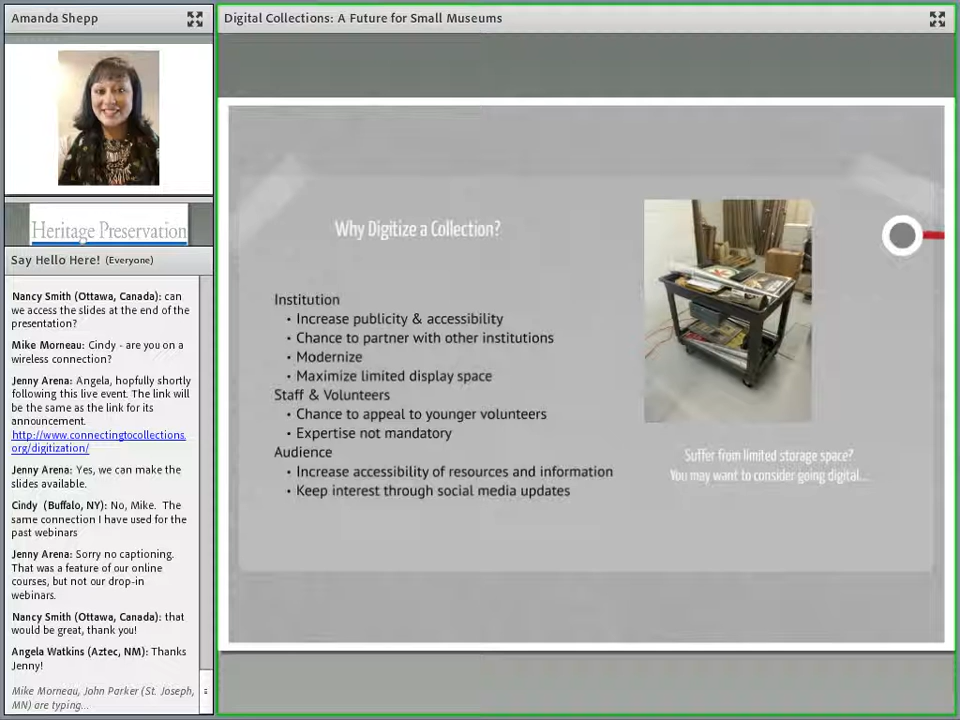 Amanda Shepp
Digital Collections: A Future for Small Museums
Heritage Preservation
Say Hello Here! (Everyone)
Nancy Smith (Ottawa, Canada): can
we access the slides at the end of the
presentation?
Mike Morneau: Cindy - are you on a
wireless connection?
Jenny Arena: Angela, hopefully shortly
following this live event. The link will
be the same as the link for its
announcement.
http://www.connectingtocollections.
org/digitization/
Jenny Arena: Yes, we can make the
slides available.
Cindy (Buffalo, NY): No, Mike. The
same connection I have used for the
past webinars
Jenny Arena: Sorry no captioning.
That was a feature of our online
courses, but not our drop-in
webinars.
Nancy Smith (Ottawa, Canada): that
would be great, thank you!
Angela Watkins (Aztec, NM): Thanks
Jenny!
Mike Morneau, John Parker (St. Joseph,
MN) are typing...
Why Digitize a Collection?
Institution
• Increase publicity & accessibility
• Chance to partner with other institutions
• Modernize
• Maximize limited display space
Staff & Volunteers
• Chance to appeal to younger volunteers
• Expertise not mandatory
Audience
• Increase accessibility of resources and information
• Keep interest through social media updates
Suffer from limited storage space?
You may want to consider going digital...